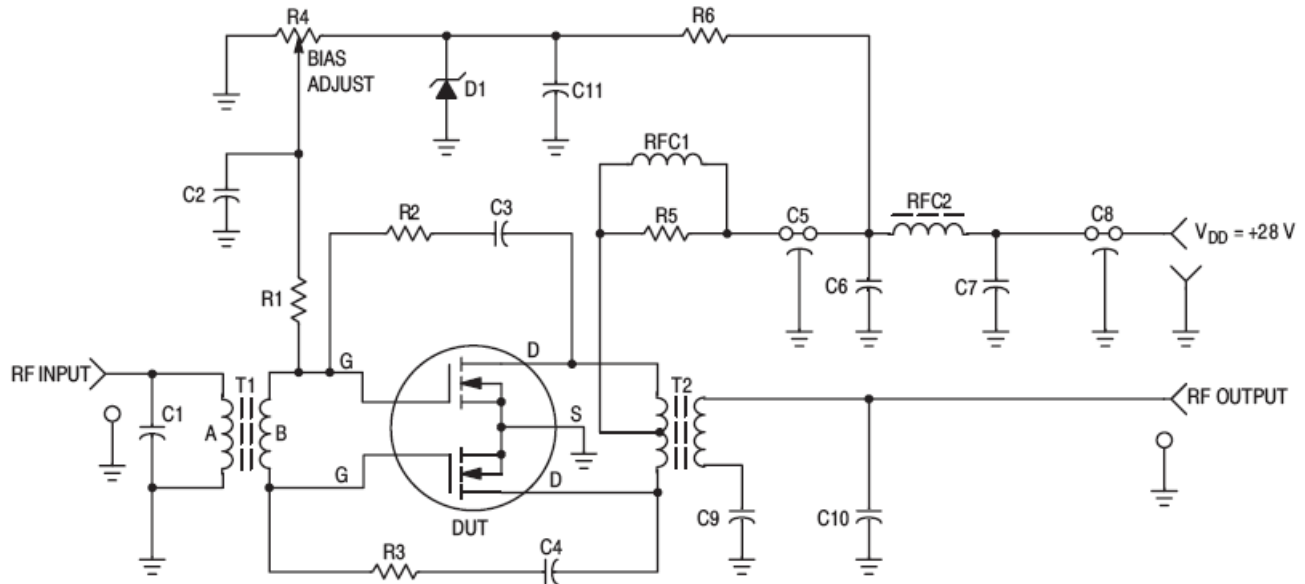 R4
R6
BIAS
ADJUST
D1
C11
RFC1
C2
R2
C3
R5
C5
RFC2
C8
V_DD = +28 V
R1
C6
C7
RF INPUT
C1
T1
A
B
G
D
S
G
D
DUT
T2
RF OUTPUT
C9
C10
R3
C4